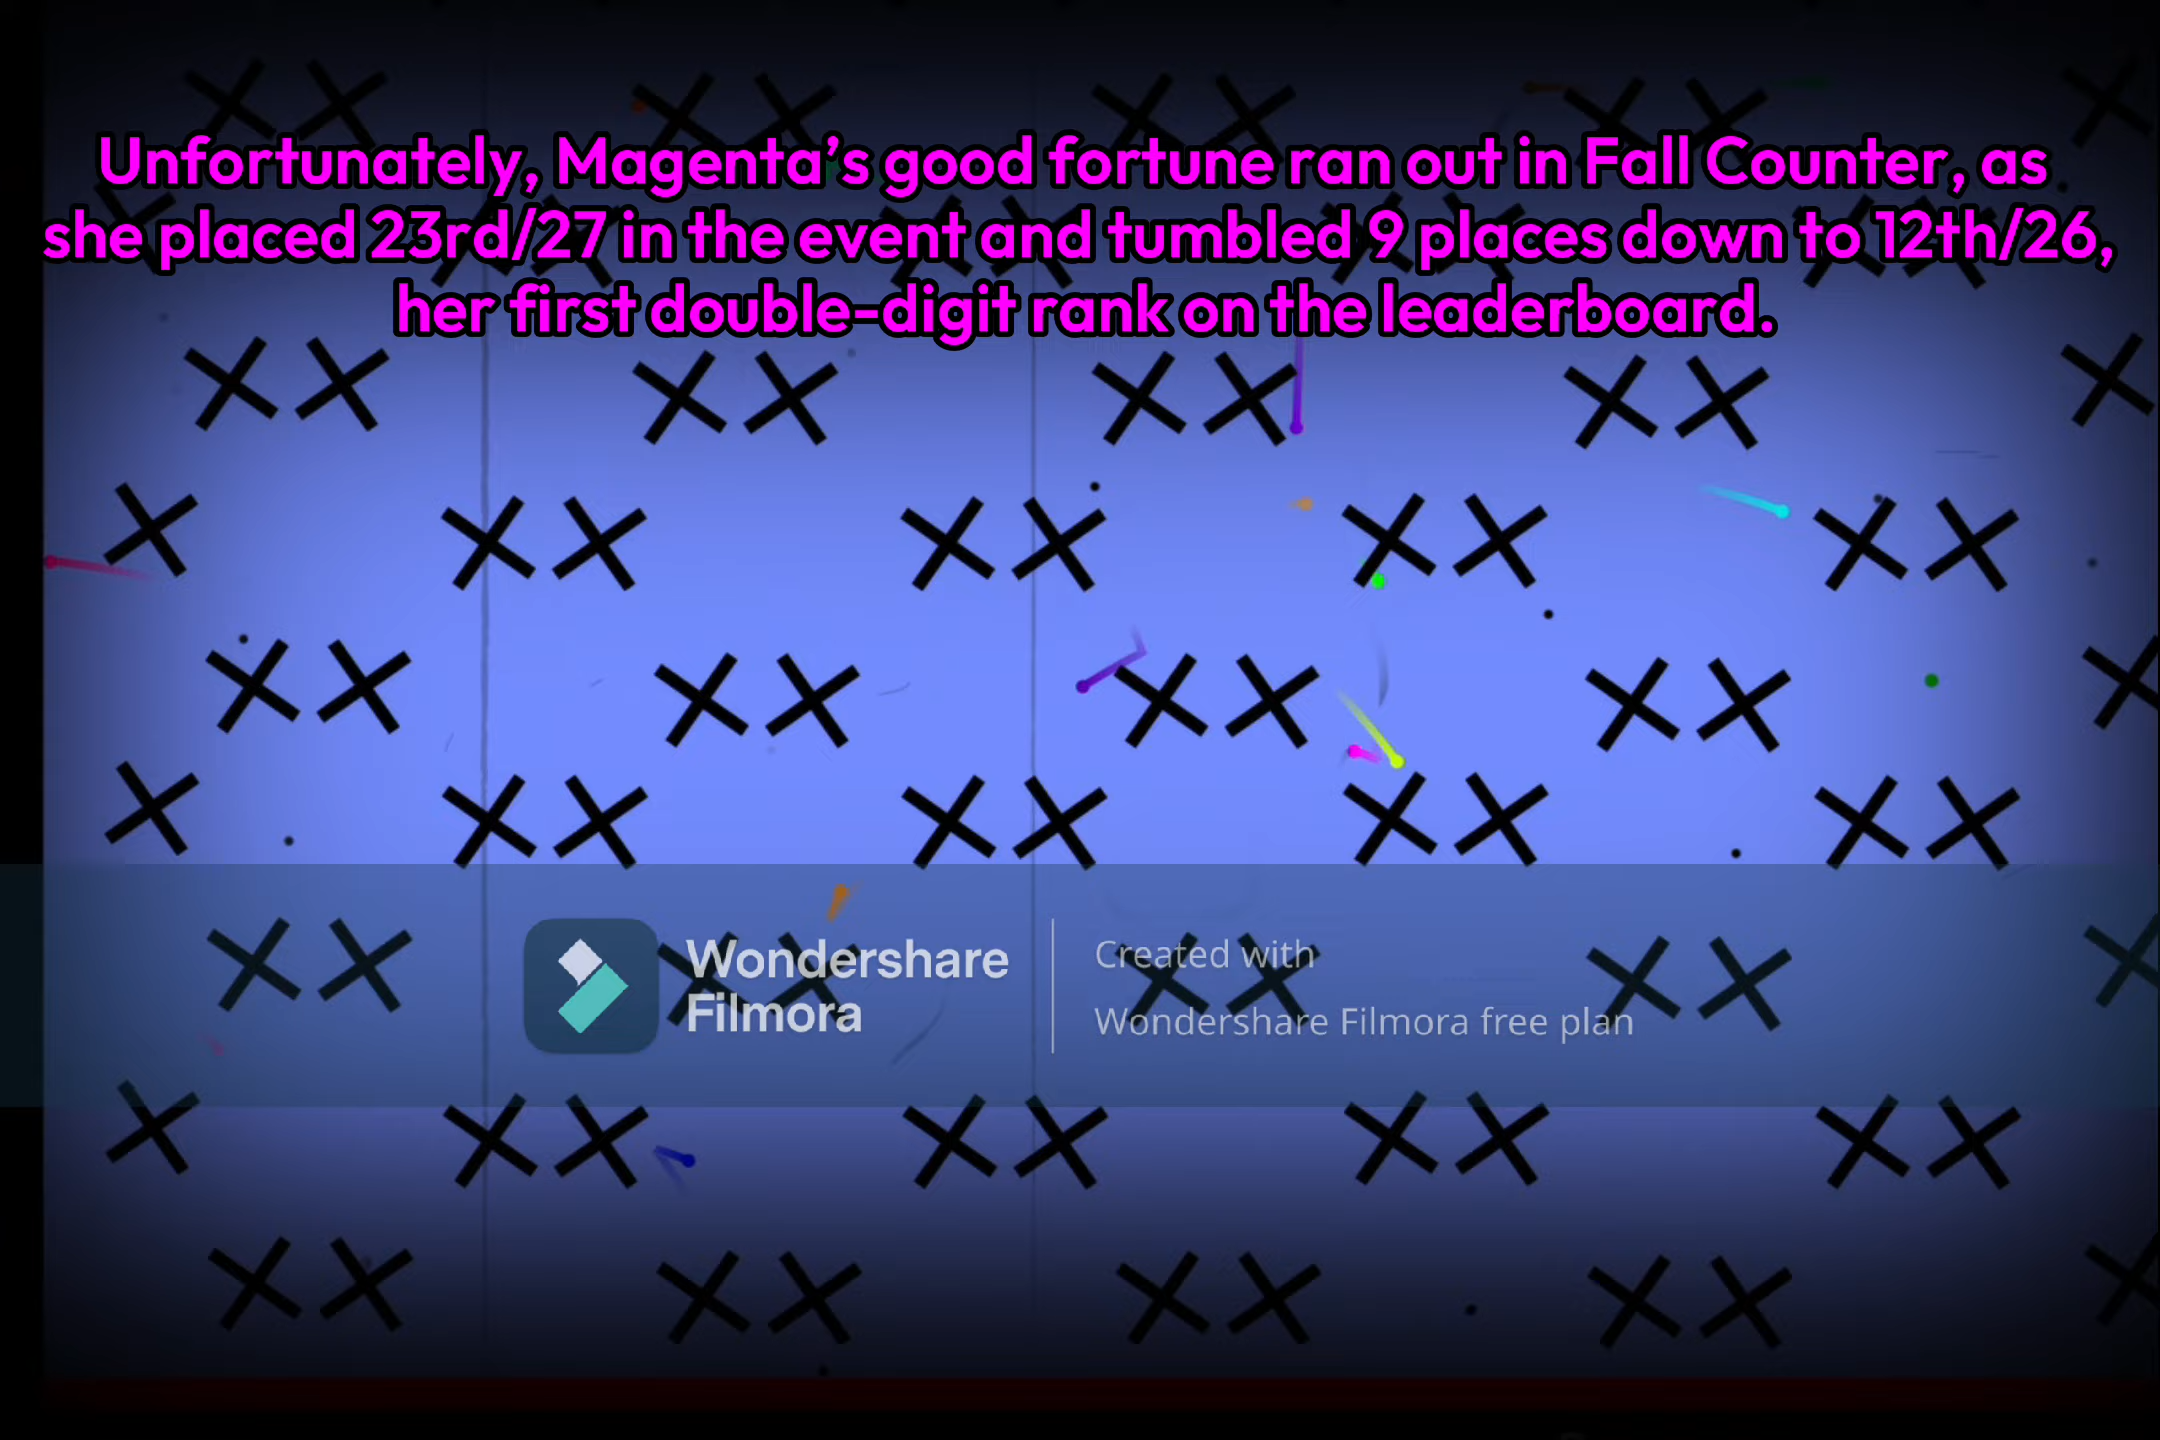 Unfortunately, Magenta’s good fortune ran out in Fall Counter, as
she placed 23rd/27 in the event and tumbled 9 places down to 12th/26,
her first double-digit rank on the leaderboard.
Wondershare
Filmora
Created with
Wondershare Filmora free plan